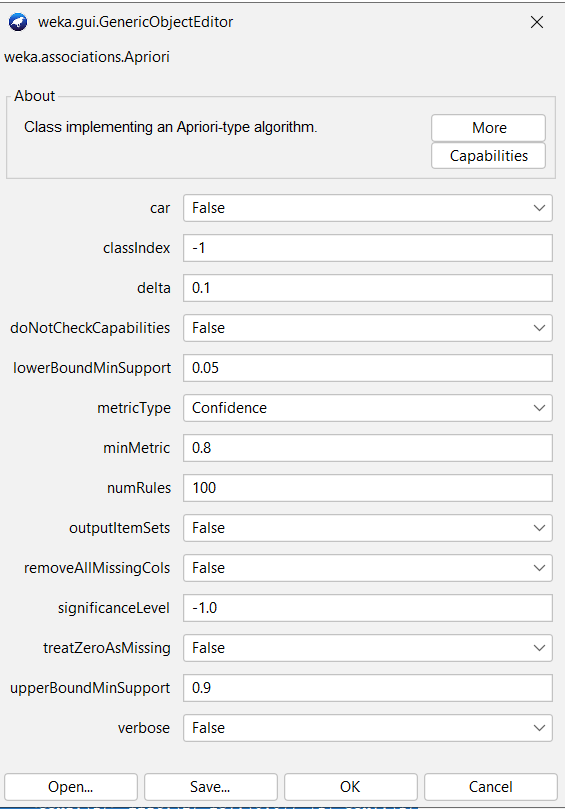 weka.gui.GenericObjectEditor
weka.associations.Apriori
About
Class implementing an Apriori-type algorithm.
More
Capabilities
car False
classIndex -1
delta 0.1
doNotCheckCapabilities False
lowerBoundMinSupport 0.05
metricType Confidence
minMetric 0.8
numRules 100
outputItemSets False
removeAllMissingCols False
significanceLevel -1.0
treatZeroAsMissing False
upperBoundMinSupport 0.9
verbose False
Open... Save... OK Cancel